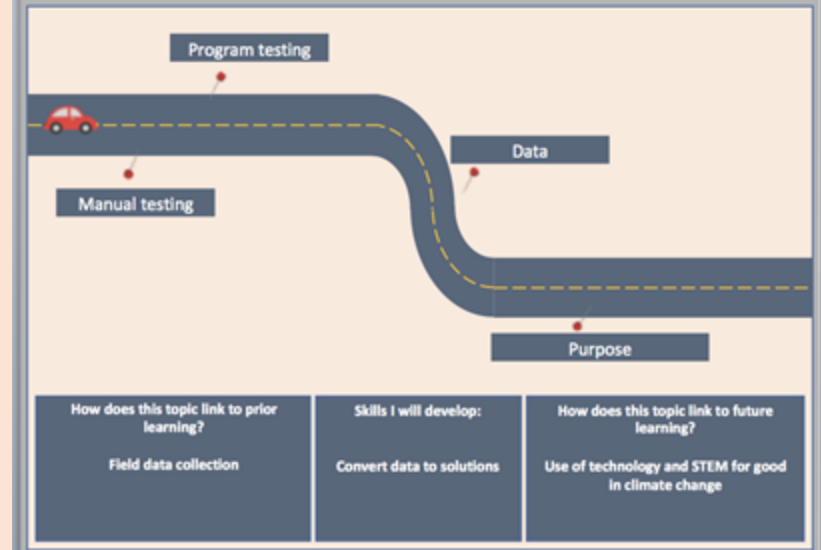 Program testing
Data
Manual testing
Purpose
How does this topic link to prior
learning?
Field data collection
Skills I will develop:
Convert data to solutions
How does this topic link to future
learning?
Use of technology and STEM for good
in climate change